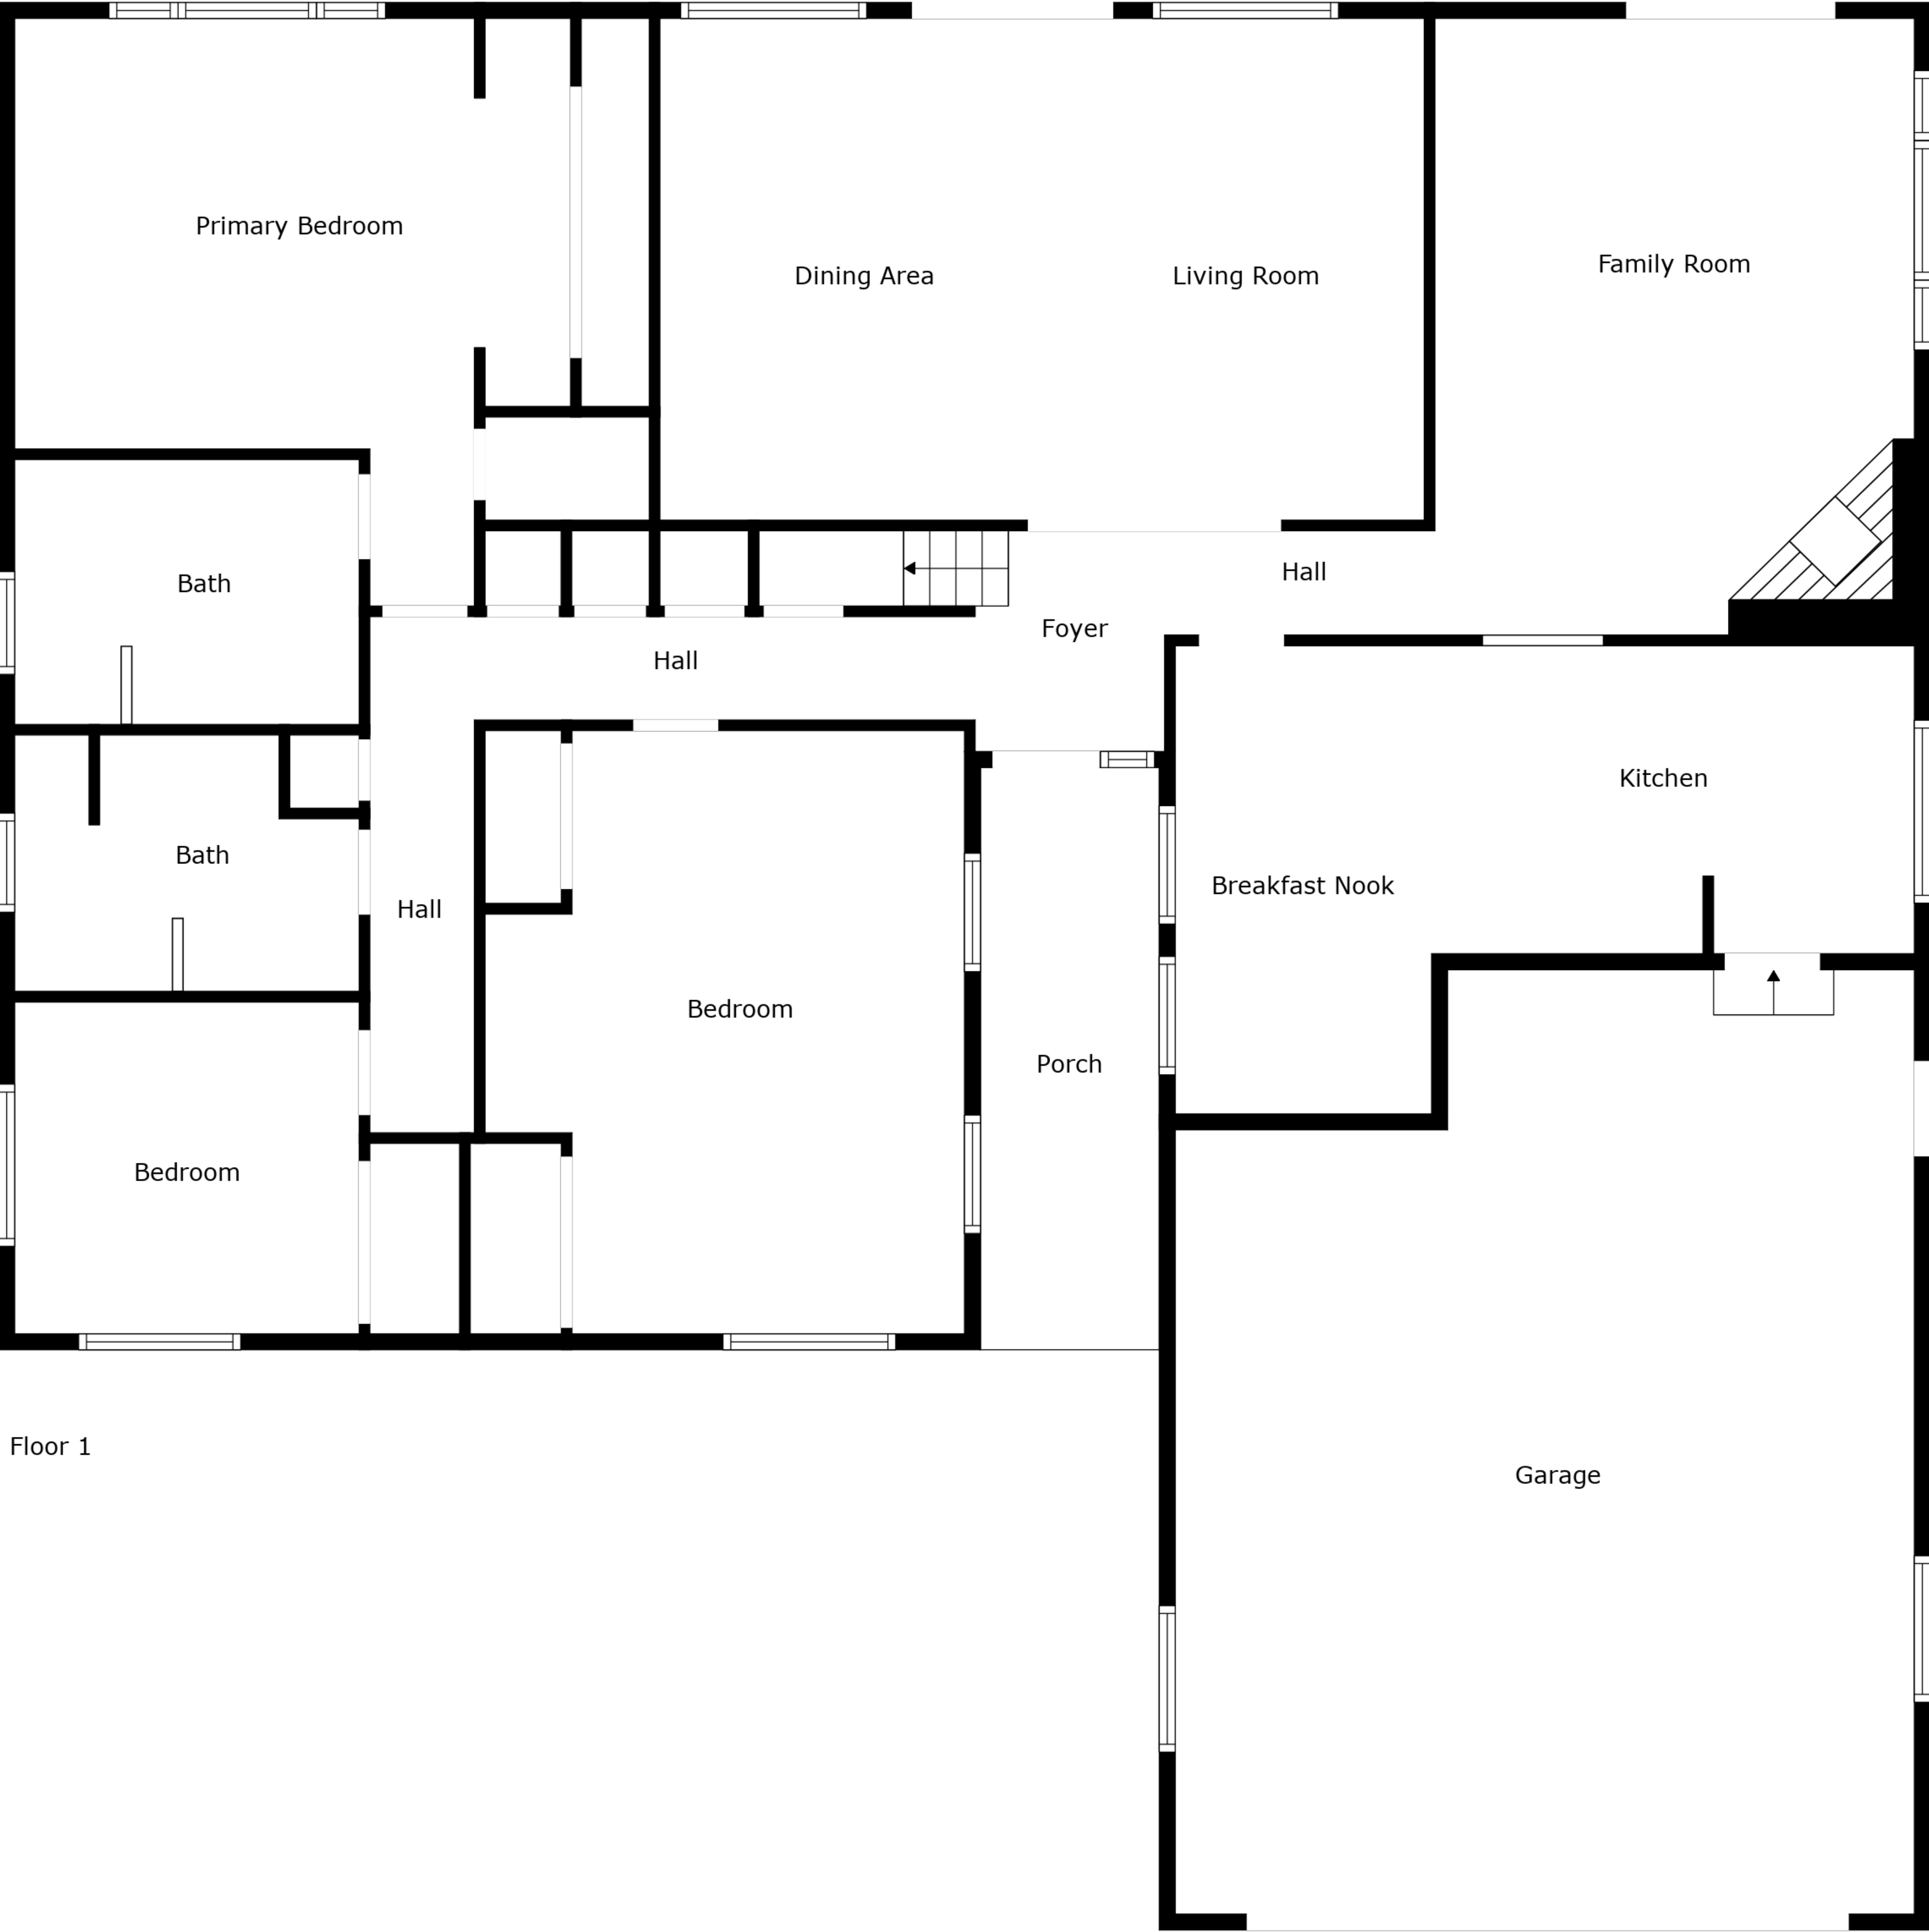 Primary Bedroom
Dining Area
Living Room
Family Room
Bath
Hall
Foyer
Hall
Kitchen
Bath
Breakfast Nook
Hall
Bedroom
Porch
Bedroom
Floor 1
Garage